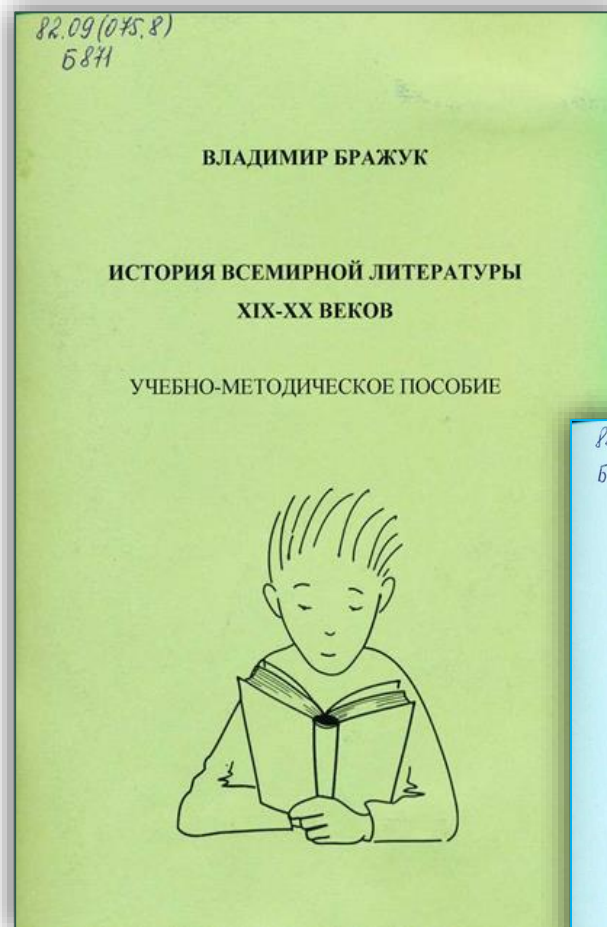 82.09(075.8)
Б871
ВЛАДИМИР БРАЖУК
ИСТОРИЯ ВСЕМИРНОЙ ЛИТЕРАТУРЫ
XIX-XX ВЕКОВ
УЧЕБНО-МЕТОДИЧЕСКОЕ ПОСОБИЕ